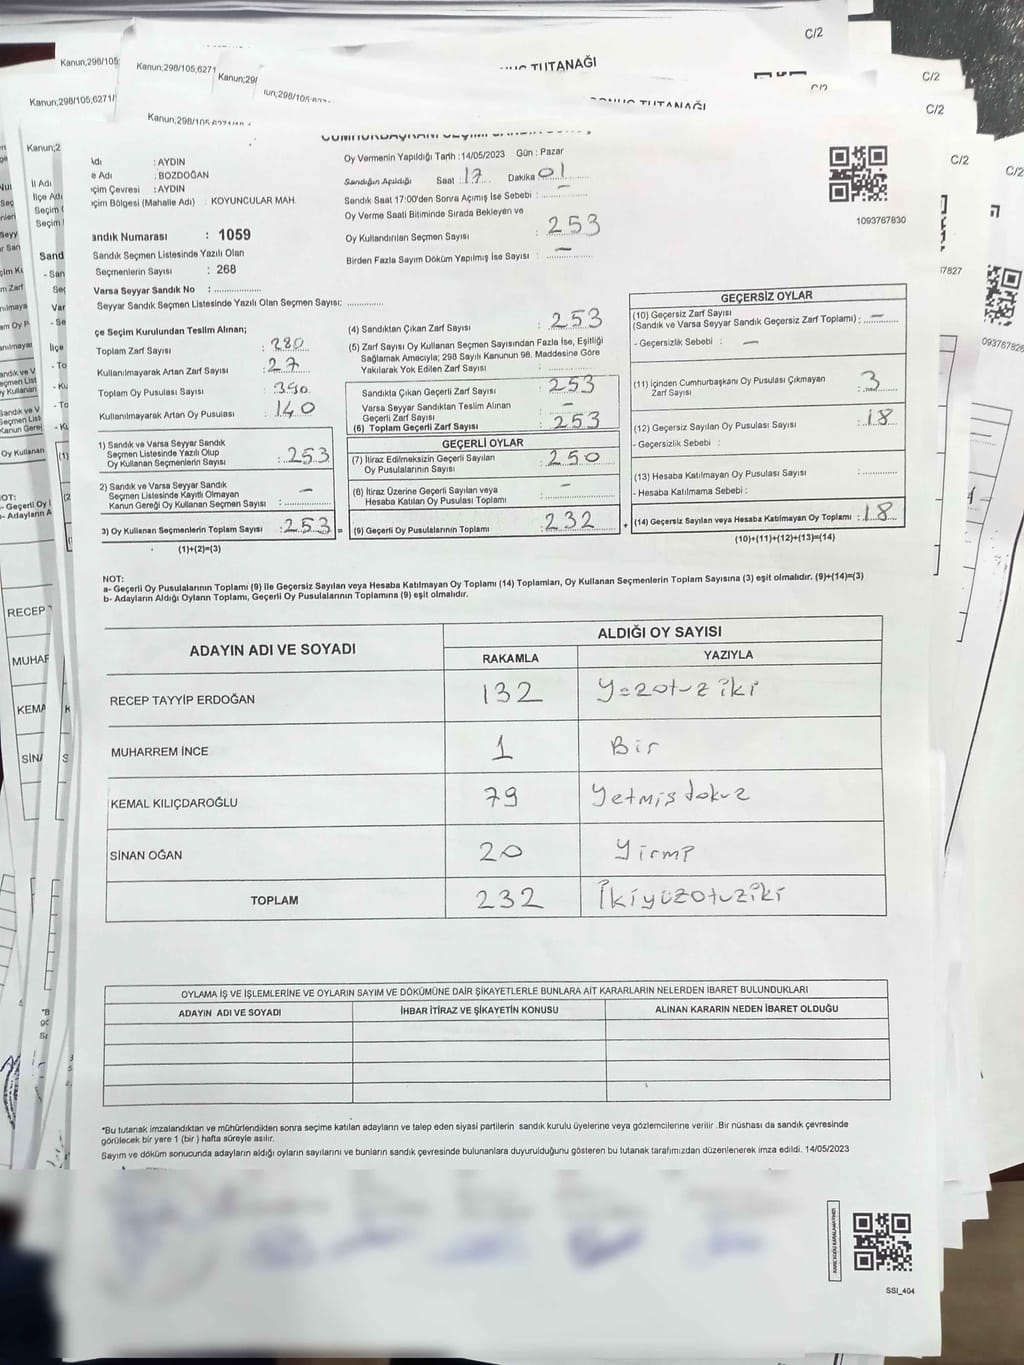 C/2
Kanun;298/105
Kanun;298/105,6271
Kanun;29
TUTANAĞI
C/2
Kanun;298/105,6271/
SONUÇ TUTANAĞI
C/2
C/2
C/2
Adı : AYDIN
e Adı : BOZDOĞAN
çim Çevresi : AYDIN
çim Bölgesi (Mahalle Adı) : KOYUNCULAR MAH.
Oy Vermenin Yapıldığı Tarih :14/05/2023 Gün : Pazar
Sandığın Açıldığı Saat : 17 Dakika 01
Sandık Saat 17:00'den Sonra Açımış İse Sebebi : –
Oy Verme Saati Bitiminde Sırada Bekleyen ve
Oy Kullandırılan Seçmen Sayısı : 253
Birden Fazla Sayım Döküm Yapılmış İse Sayısı : –
1093767830
andık Numarası : 1059
Sandık Seçmen Listesinde Yazılı Olan
Seçmenlerin Sayısı : 268
Varsa Seyyar Sandık No :
Seyyar Sandık Seçmen Listesinde Yazılı Olan Seçmen Sayısı:
çe Seçim Kurulundan Teslim Alınan;
Toplam Zarf Sayısı : 280
Kullanılmayarak Artan Zarf Sayısı : 27
Toplam Oy Pusulası Sayısı : 390
Kullanılmayarak Artan Oy Pusulası : 140
1) Sandık ve Varsa Seyyar Sandık
Seçmen Listesinde Yazılı Olup
Oy Kullanan Seçmenlerin Sayısı : 253
2) Sandık ve Varsa Seyyar Sandık
Seçmen Listesinde Kayıtlı Olmayan
Kanun Gereği Oy Kullanan Seçmen Sayısı : –
3) Oy Kullanan Seçmenlerin Toplam Sayısı : 253 =
(1)+(2)=(3)
(4) Sandıktan Çıkan Zarf Sayısı : 253
(5) Zarf Sayısı Oy Kullanan Seçmen Sayısından Fazla İse, Eşitliği
Sağlamak Amacıyla; 298 Sayılı Kanunun 98. Maddesine Göre
Yakılarak Yok Edilen Zarf Sayısı :
Sandıkta Çıkan Geçerli Zarf Sayısı : 253
Varsa Seyyar Sandıktan Teslim Alınan
Geçerli Zarf Sayısı : –
(6) Toplam Geçerli Zarf Sayısı : 253
GEÇERLİ OYLAR
(7) İtiraz Edilmeksizin Geçerli Sayılan
Oy Pusulalarının Sayısı : 250
(8) İtiraz Üzerine Geçerli Sayılan veya
Hesaba Katılan Oy Pusulası Toplamı : –
(9) Geçerli Oy Pusulalarının Toplamı : 232 +
GEÇERSİZ OYLAR
(10) Geçersiz Zarf Sayısı
(Sandık ve Varsa Seyyar Sandık Geçersiz Zarf Toplamı) : –
- Geçersizlik Sebebi : –
(11) İçinden Cumhurbaşkanı Oy Pusulası Çıkmayan
Zarf Sayısı : 3
(12) Geçersiz Sayılan Oy Pusulası Sayısı : 18
- Geçersizlik Sebebi :
(13) Hesaba Katılmayan Oy Pusulası Sayısı :
- Hesaba Katılmama Sebebi :
(14) Geçersiz Sayılan veya Hesaba Katılmayan Oy Toplamı : 18
(10)+(11)+(12)+(13)=(14)
NOT:
a- Geçerli Oy Pusulalarının Toplamı (9) ile Geçersiz Sayılan veya Hesaba Katılmayan Oy Toplamı (14) Toplamları, Oy Kullanan Seçmenlerin Toplam Sayısına (3) eşit olmalıdır. (9)+(14)=(3)
b- Adayların Aldığı Oyların Toplamı, Geçerli Oy Pusulalarının Toplamına (9) eşit olmalıdır.
ADAYIN ADI VE SOYADI
ALDIĞI OY SAYISI
RAKAMLA YAZIYLA
RECEP TAYYİP ERDOĞAN 132 Yüzotuz iki
MUHARREM İNCE 1 Bir
KEMAL KILIÇDAROĞLU 79 Yetmiş dokuz
SİNAN OĞAN 20 Yirmi
TOPLAM 232 İkiyüzotuziki
OYLAMA İŞ VE İŞLEMLERİNE VE OYLARIN SAYIM VE DÖKÜMÜNE DAİR ŞİKAYETLERLE BUNLARA AİT KARARLARIN NELERDEN İBARET BULUNDUKLARI
ADAYIN ADI VE SOYADI İHBAR İTİRAZ VE ŞİKAYETİN KONUSU ALINAN KARARIN NEDEN İBARET OLDUĞU
*Bu tutanak imzalandıktan ve mühürlendikten sonra seçime katılan adayların ve talep eden siyasi partilerin sandık kurulu üyelerine veya gözlemcilerine verilir .Bir nüshası da sandık çevresinde
görülecek bir yere 1 (bir ) hafta süreyle asılır.
Sayım ve döküm sonucunda adayların aldığı oyların sayılarını ve bunların sandık çevresinde bulunanlara duyurulduğunu gösteren bu tutanak tarafımızdan düzenlenerek imza edildi. 14/05/2023
SSI_404